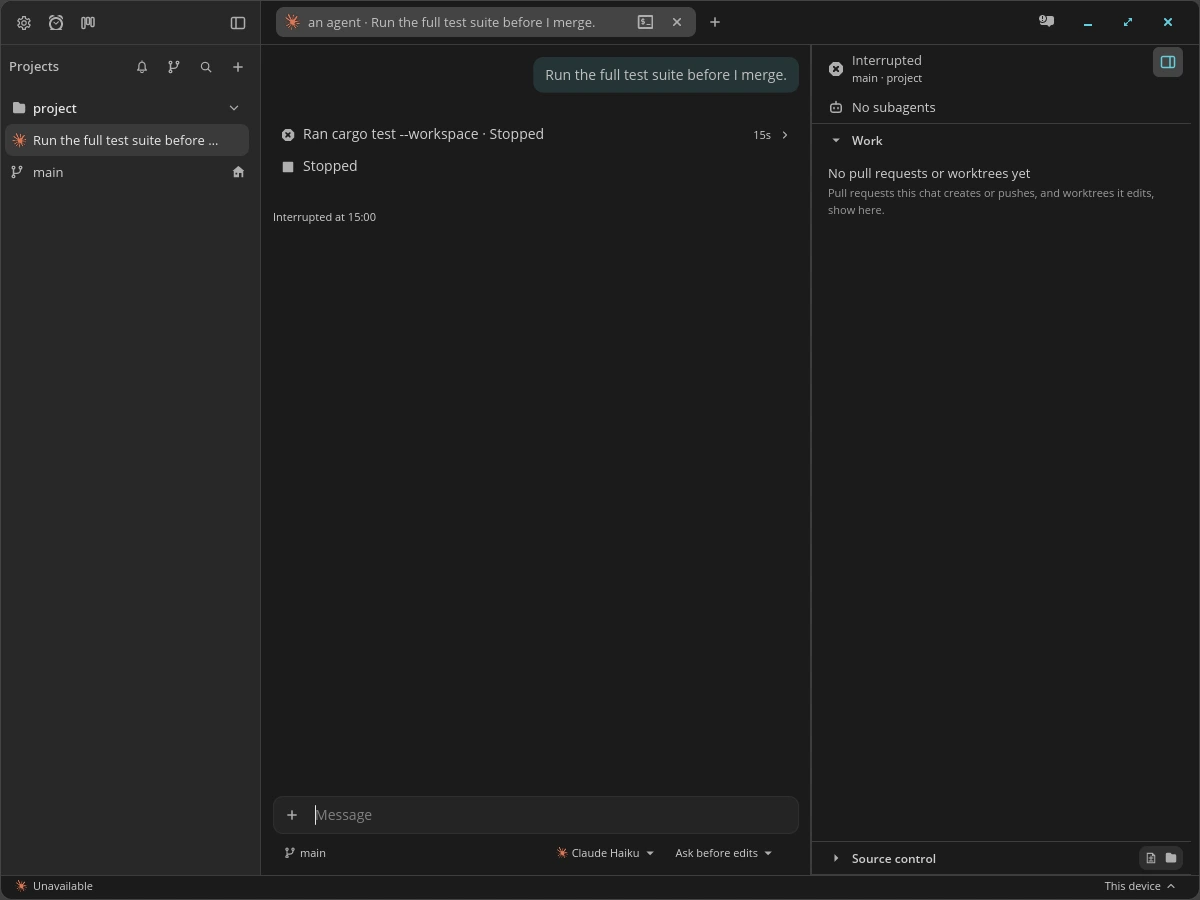 an agent · Run the full test suite before I merge.
Projects
project
Run the full test suite before ...
main
Run the full test suite before I merge.
Ran cargo test --workspace · Stopped
15s
Stopped
Interrupted at 15:00
Message
main
Claude Haiku
Ask before edits
Interrupted
main · project
No subagents
Work
No pull requests or worktrees yet
Pull requests this chat creates or pushes, and worktrees it edits,
show here.
Source control
Unavailable
This device